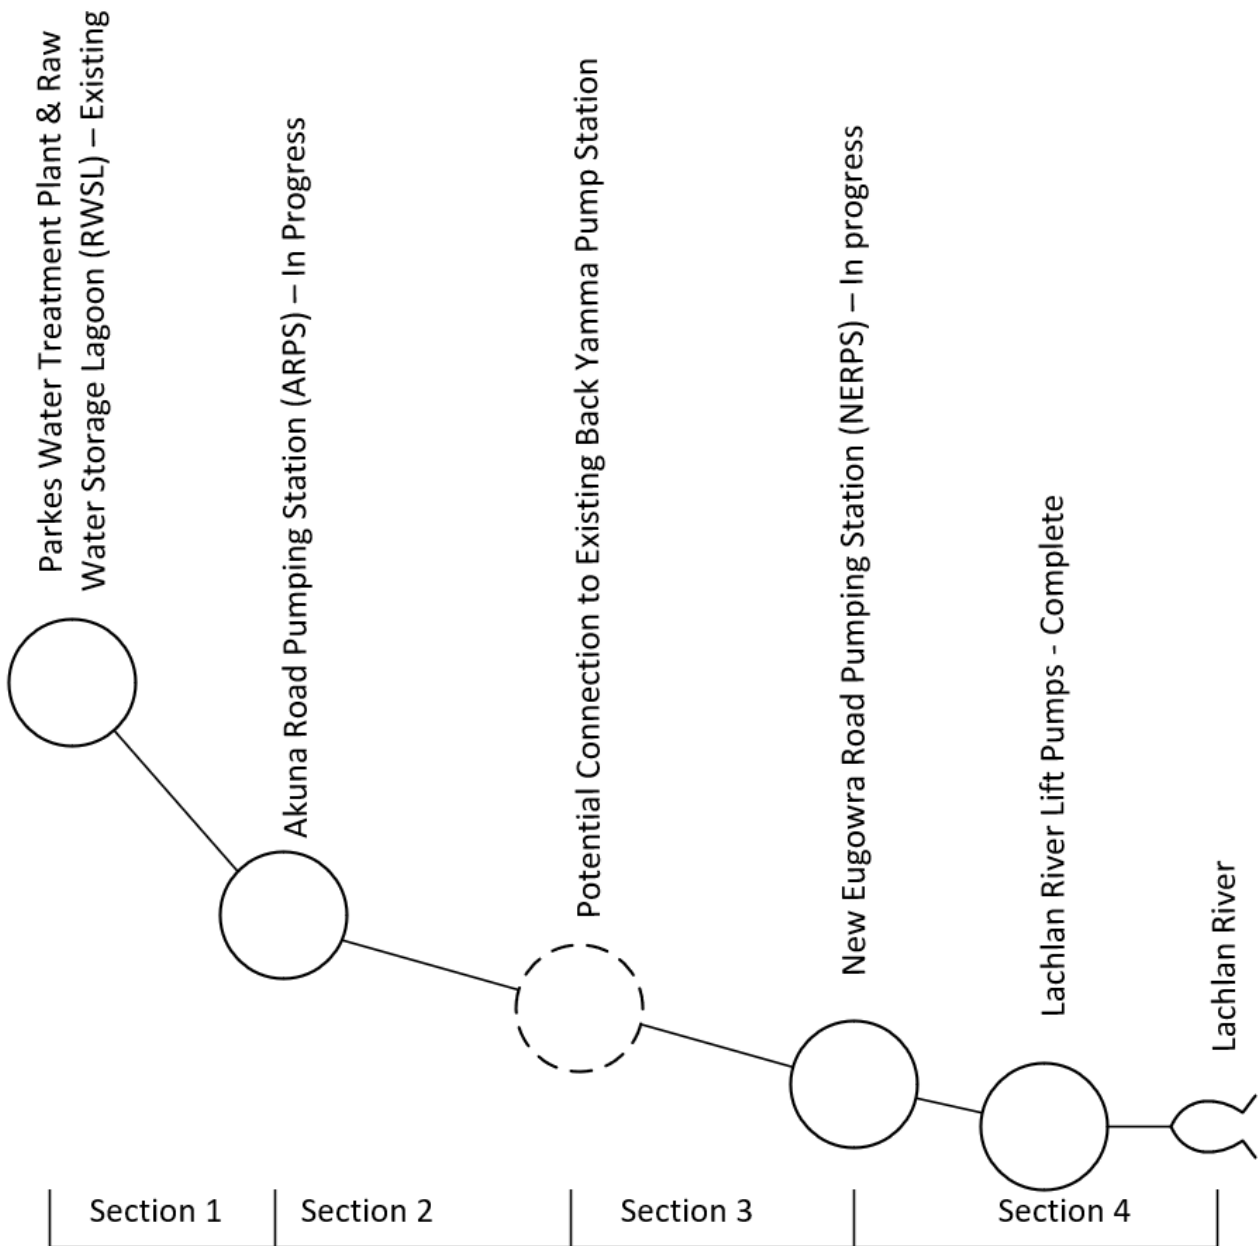 Parkes Water Treatment Plant & Raw
Water Storage Lagoon (RWSL) – Existing
Akuna Road Pumping Station (ARPS) – In Progress
Potential Connection to Existing Back Yamma Pump Station
New Eugowra Road Pumping Station (NERPS) – In progress
Lachlan River Lift Pumps - Complete
Lachlan River
Section 1
Section 2
Section 3
Section 4